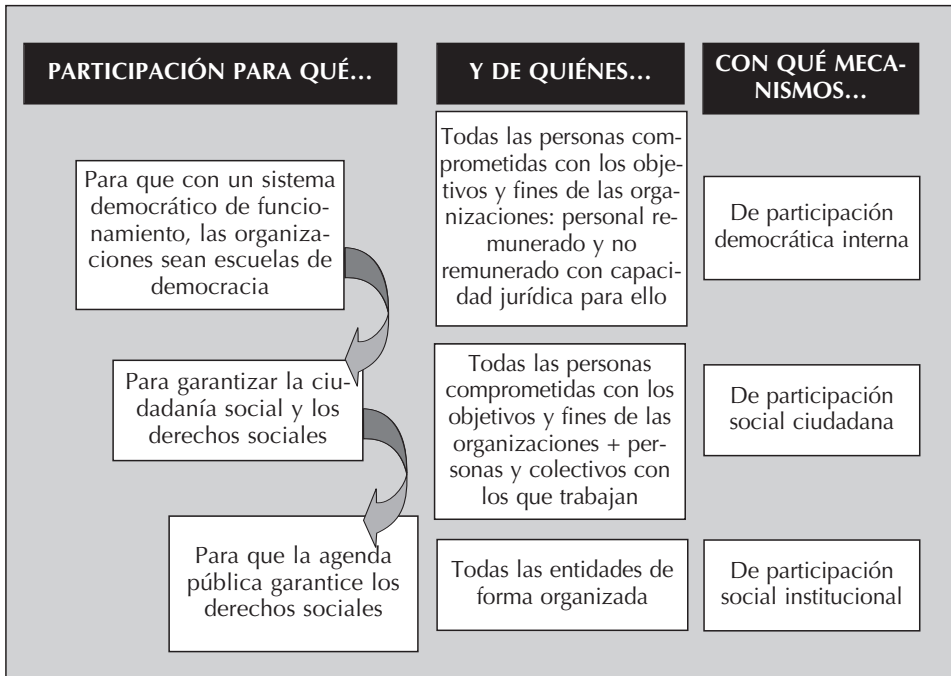 PARTICIPACIÓN PARA QUÉ…
Y DE QUIÉNES…
CON QUÉ MECA-
NISMOS…
Para que con un sistema
democrático de funcio-
namiento, las organiza-
ciones sean escuelas de
democracia
Todas las personas com-
prometidas con los obje-
tivos y fines de las orga-
nizaciones: personal re-
munerado y no
remunerado con capaci-
dad jurídica para ello
De participación
democrática interna
Para garantizar la ciu-
dadanía social y los
derechos sociales
Todas las personas
comprometidas con los
objetivos y fines de las
organizaciones + per-
sonas y colectivos con
los que trabajan
De participación
social ciudadana
Para que la agenda
pública garantice los
derechos sociales
Todas las entidades de
forma organizada
De participación
social institucional